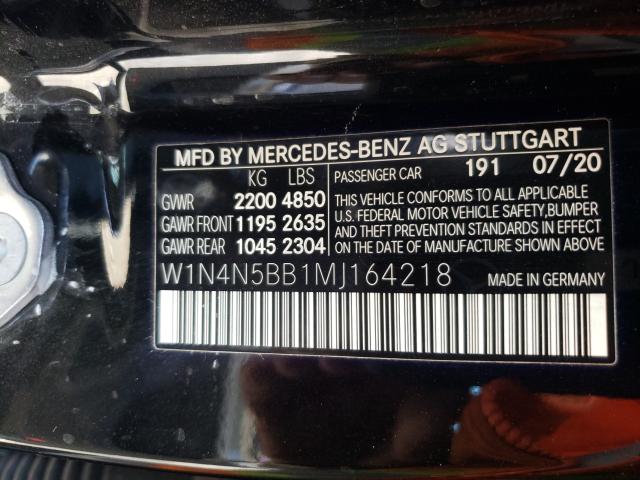 MFD BY MERCEDES-BENZ AG STUTTGART
KG LBS PASSENGER CAR 191 07/20
GVWR 2200 4850
GAWR FRONT 1195 2635
GAWR REAR 1045 2304
THIS VEHICLE CONFORMS TO ALL APPLICABLE
U.S. FEDERAL MOTOR VEHICLE SAFETY,BUMPER
AND THEFT PREVENTION STANDARDS IN EFFECT
ON THE DATE OF MANUFACTURE SHOWN ABOVE.
W1N4N5BB1MJ164218 MADE IN GERMANY